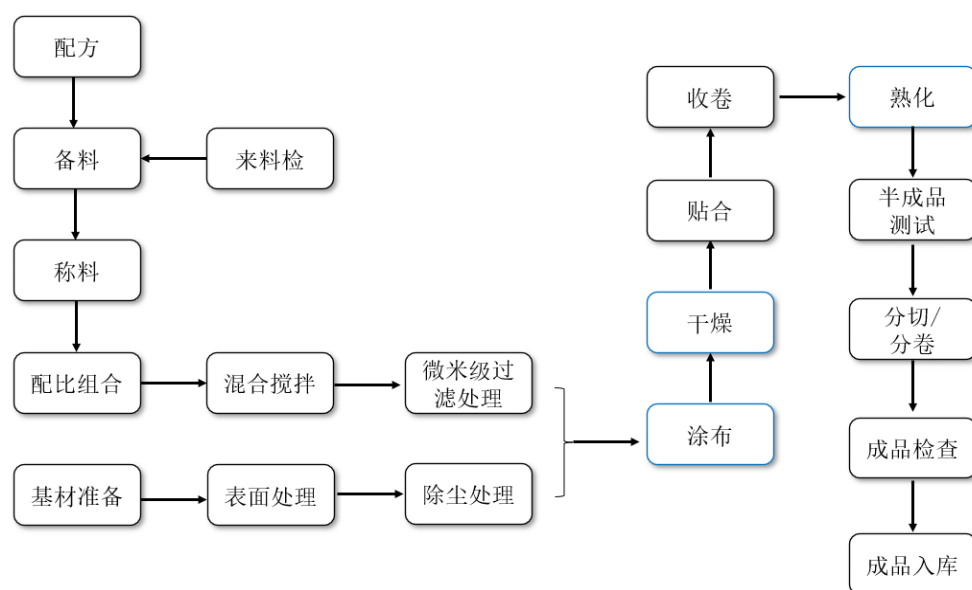 配方
备料
来料检
称料
配比组合
混合搅拌
微米级过
滤处理
基材准备
表面处理
除尘处理
涂布
干燥
贴合
收卷
熟化
半成品
测试
分切/
分卷
成品检查
成品入库